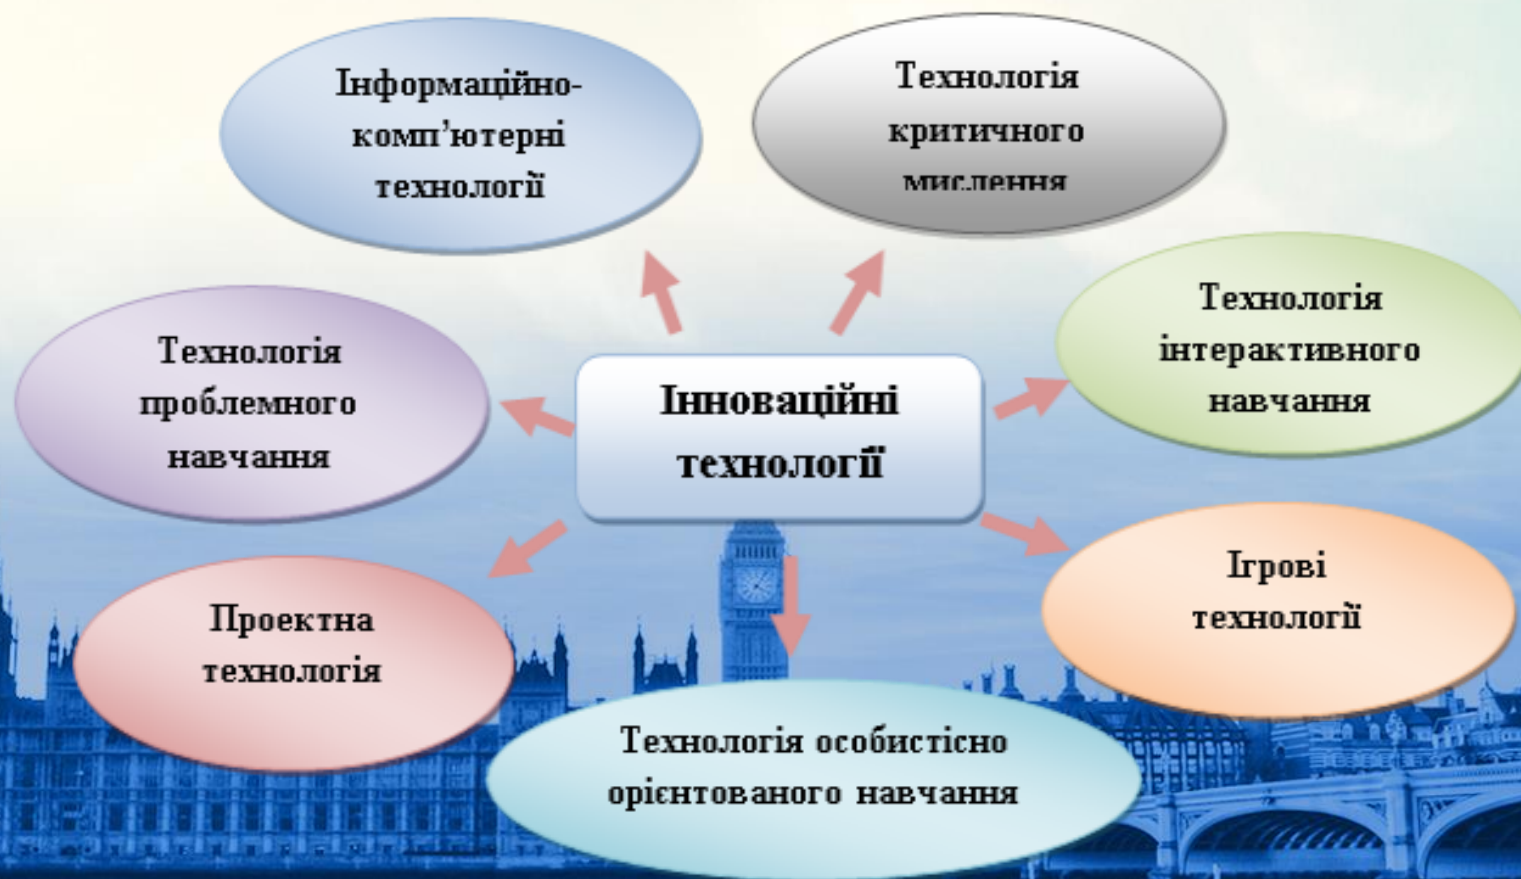 Інформаційно-
комп’ютерні
технології
Технологія
критичного
мислення
Технологія
проблемного
навчання
Інноваційні
технології
Технологія
інтерактивного
навчання
Проектна
технологія
Ігрові
технології
Технологія особистісно
орієнтованого навчання